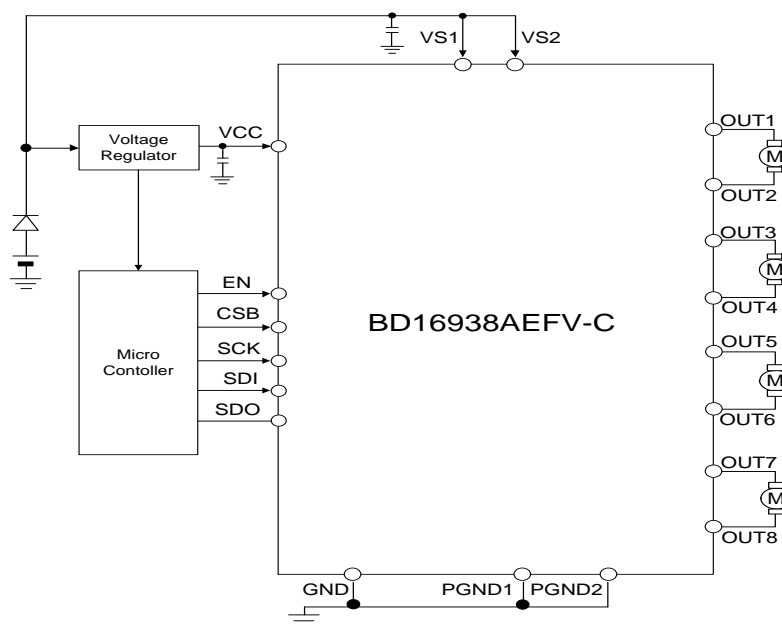 VS1
VS2
Voltage
Regulator
VCC
OUT1
M
OUT2
OUT3
M
OUT4
EN
CSB
SCK
SDI
SDO
Micro
Contoller
BD16938AEFV-C
OUT5
M
OUT6
OUT7
M
OUT8
GND
PGND1
PGND2